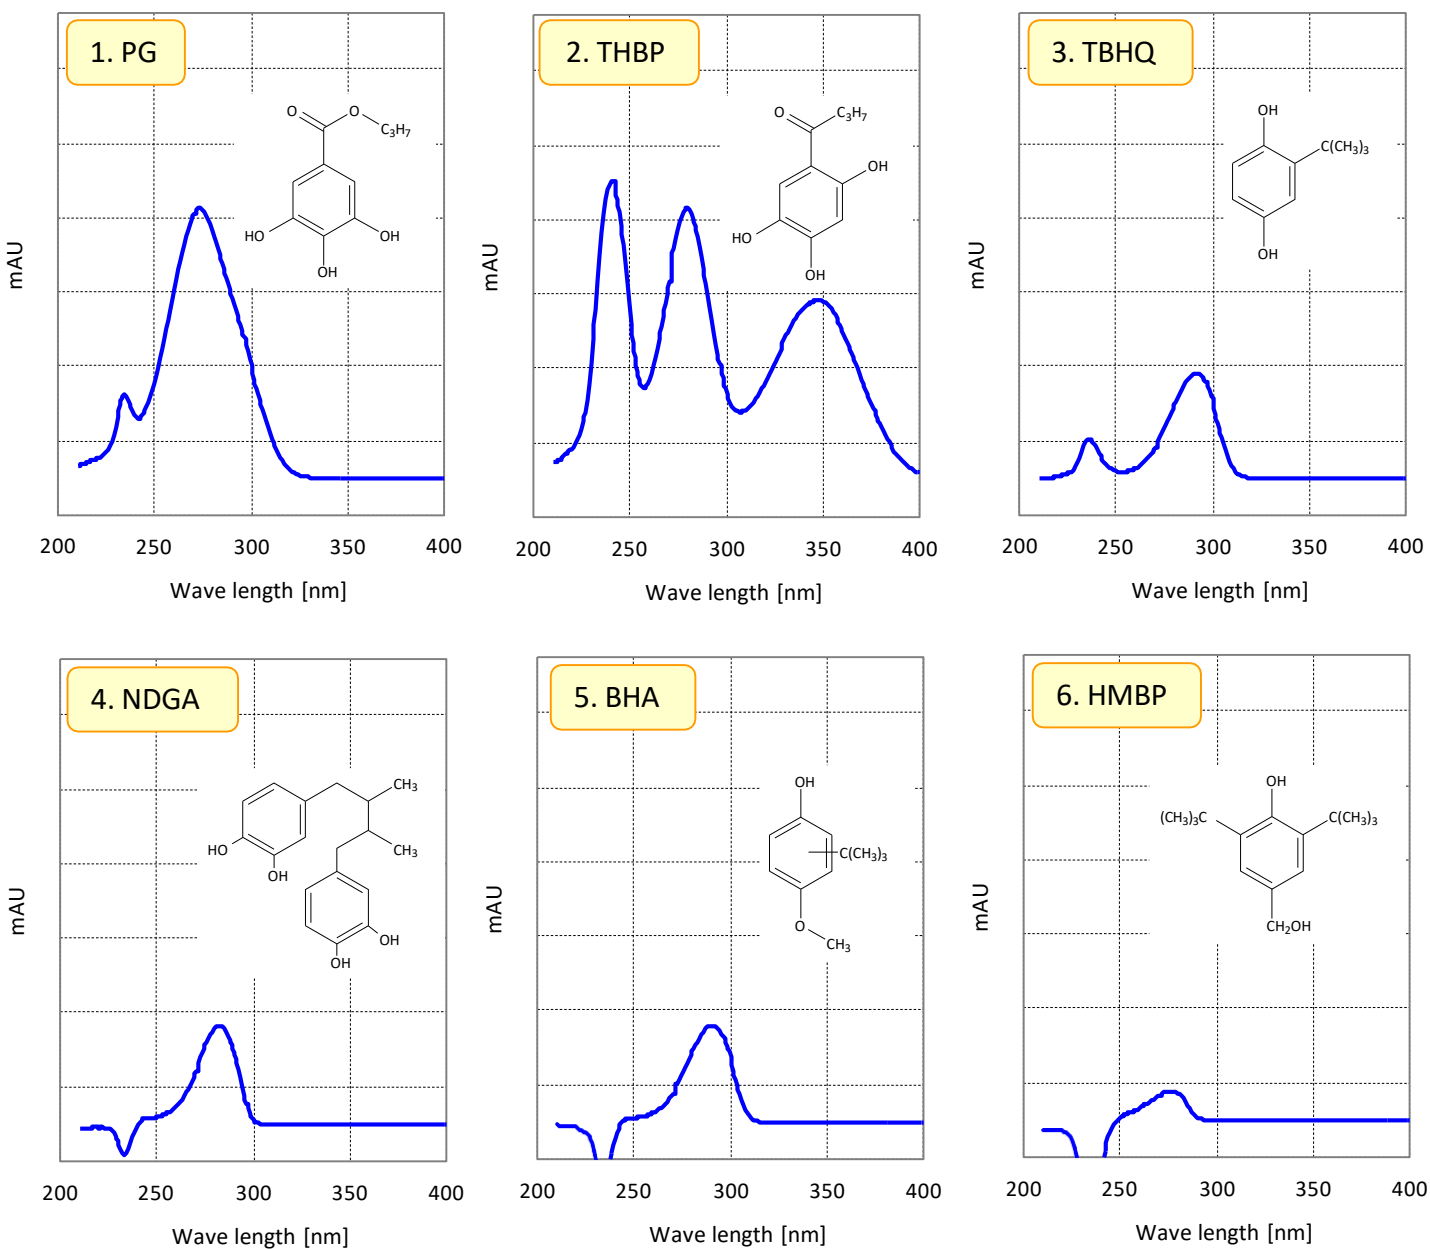 1. PG
O
O
C3H7
HO
OH
OH
mAU
200 250 300 350 400
Wave length [nm]
2. THBP
O
C3H7
OH
HO
OH
mAU
200 250 300 350 400
Wave length [nm]
3. TBHQ
OH
C(CH3)3
OH
mAU
200 250 300 350 400
Wave length [nm]
4. NDGA
CH3
CH3
HO
OH
OH
OH
mAU
200 250 300 350 400
Wave length [nm]
5. BHA
OH
C(CH3)3
O
CH3
mAU
200 250 300 350 400
Wave length [nm]
6. HMBP
OH
(CH3)3C
C(CH3)3
CH2OH
mAU
200 250 300 350 400
Wave length [nm]